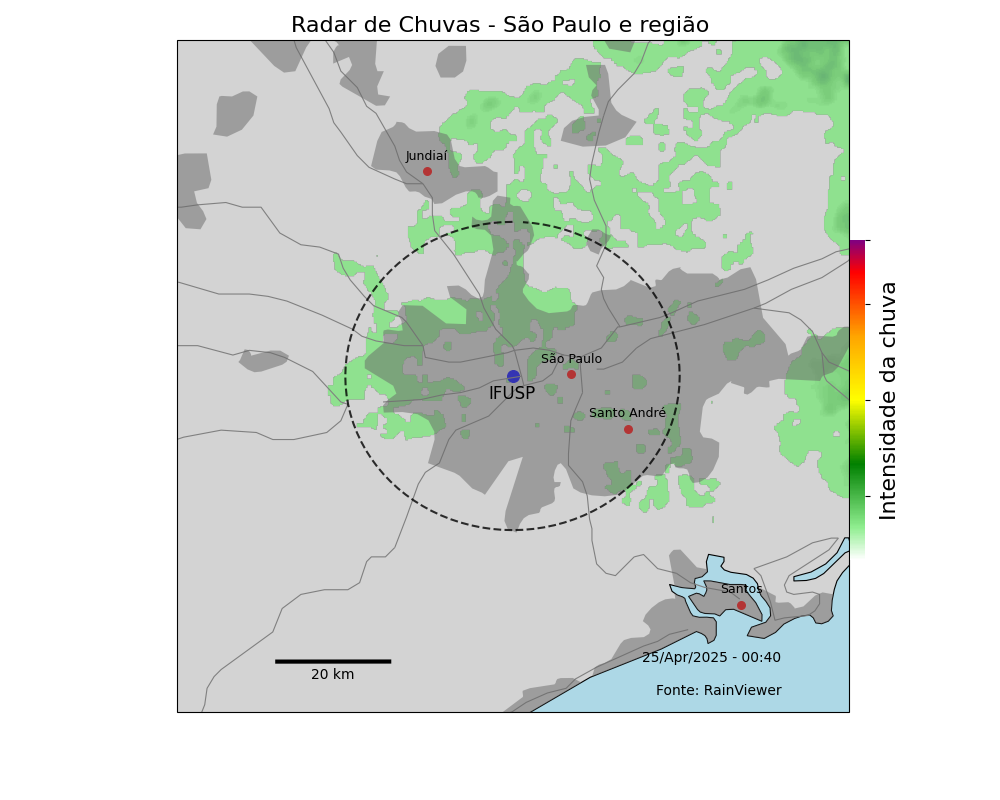 Radar de Chuvas - São Paulo e região
Jundiaí
São Paulo
IFUSP
Santo André
Intensidade da chuva
Santos
25/Apr/2025 - 00:40
20 km
Fonte: RainViewer